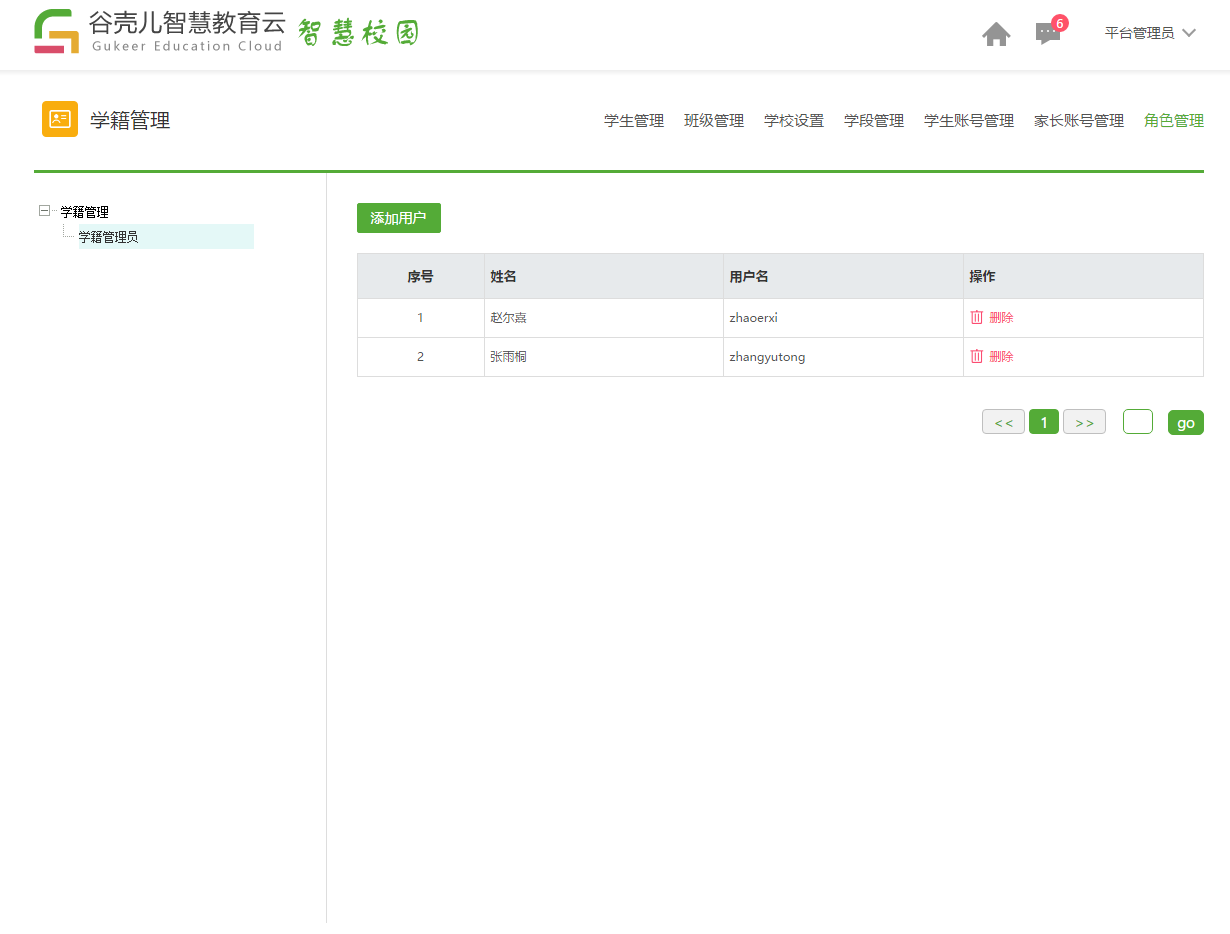 谷壳儿智慧教育云 智慧校园
Gukeer Education Cloud
6
平台管理员
学籍管理
学生管理 班级管理 学校设置 学段管理 学生账号管理 家长账号管理 角色管理
学籍管理
学籍管理员
添加用户
序号 姓名 用户名 操作
1 赵尔熹 zhaoerxi 删除
2 张雨桐 zhangyutong 删除
<< 1 >> go